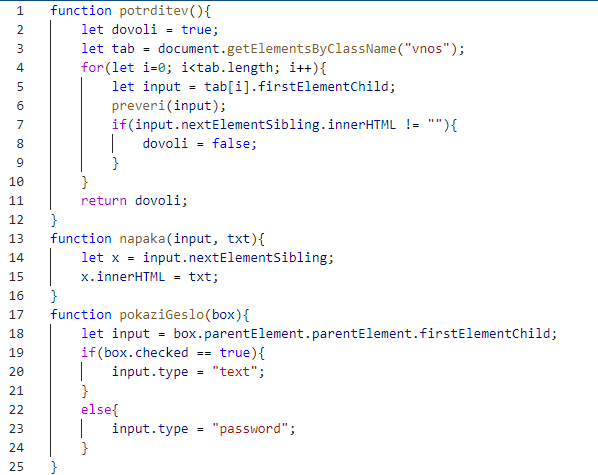 1 function potrditev(){
2 let dovoli = true;
3 let tab = document.getElementsByClassName("vnos");
4 for(let i=0; i<tab.length; i++){
5 let input = tab[i].firstElementChild;
6 preveri(input);
7 if(input.nextElementSibling.innerHTML != ""){
8 dovoli = false;
9 }
10 }
11 return dovoli;
12 }
13 function napaka(input, txt){
14 let x = input.nextElementSibling;
15 x.innerHTML = txt;
16 }
17 function pokaziGeslo(box){
18 let input = box.parentElement.parentElement.firstElementChild;
19 if(box.checked == true){
20 input.type = "text";
21 }
22 else{
23 input.type = "password";
24 }
25 }